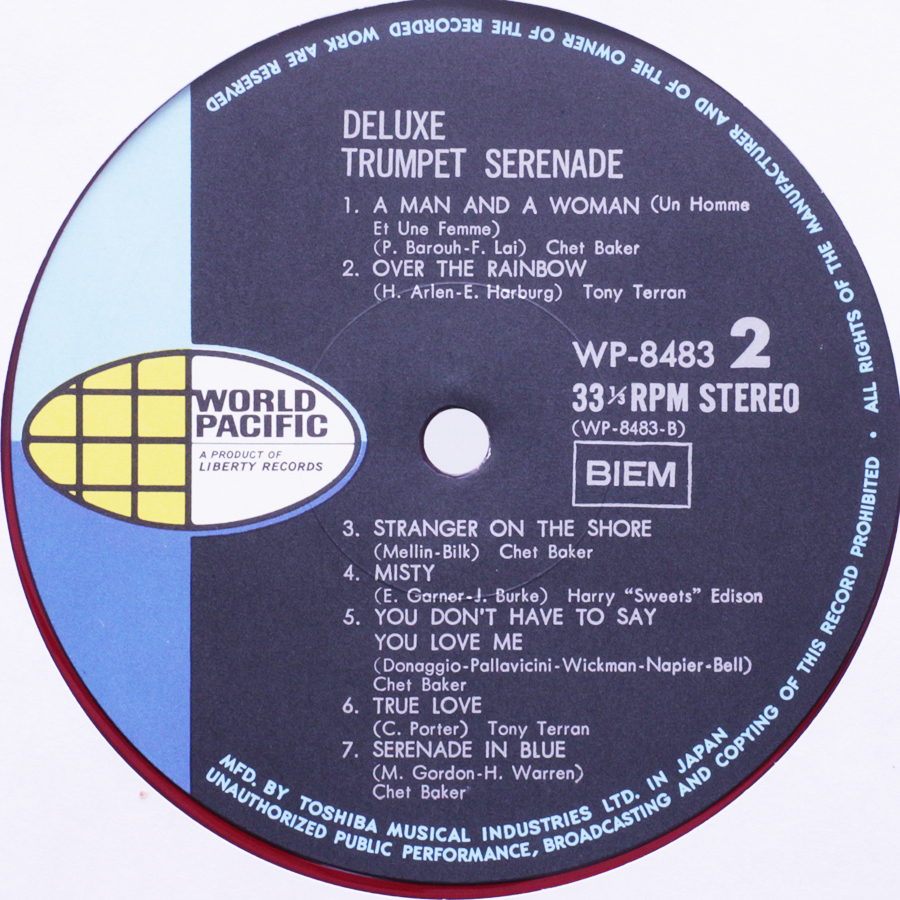 DELUXE
TRUMPET SERENADE
1. A MAN AND A WOMAN (Un Homme
Et Une Femme)
(P. Barouh-F. Lai) Chet Baker
2. OVER THE RAINBOW
(H. Arlen-E. Harburg) Tony Terran
WP-8483 2
33⅓ RPM STEREO
(WP-8483-B)
BIEM
WORLD
PACIFIC
A PRODUCT OF
LIBERTY RECORDS
3. STRANGER ON THE SHORE
(Mellin-Bilk) Chet Baker
4. MISTY
(E. Garner-J. Burke) Harry “Sweets” Edison
5. YOU DON'T HAVE TO SAY
YOU LOVE ME
(Donaggio-Pallavicini-Wickman-Napier-Bell)
Chet Baker
6. TRUE LOVE
(C. Porter) Tony Terran
7. SERENADE IN BLUE
(M. Gordon-H. Warren)
Chet Baker
MFD. BY TOSHIBA MUSICAL INDUSTRIES LTD. IN JAPAN
UNAUTHORIZED PUBLIC PERFORMANCE, BROADCASTING AND COPYING OF THIS RECORD PROHIBITED • ALL RIGHTS OF THE MANUFACTURER AND OF THE OWNER OF THE RECORDED WORK ARE RESERVED